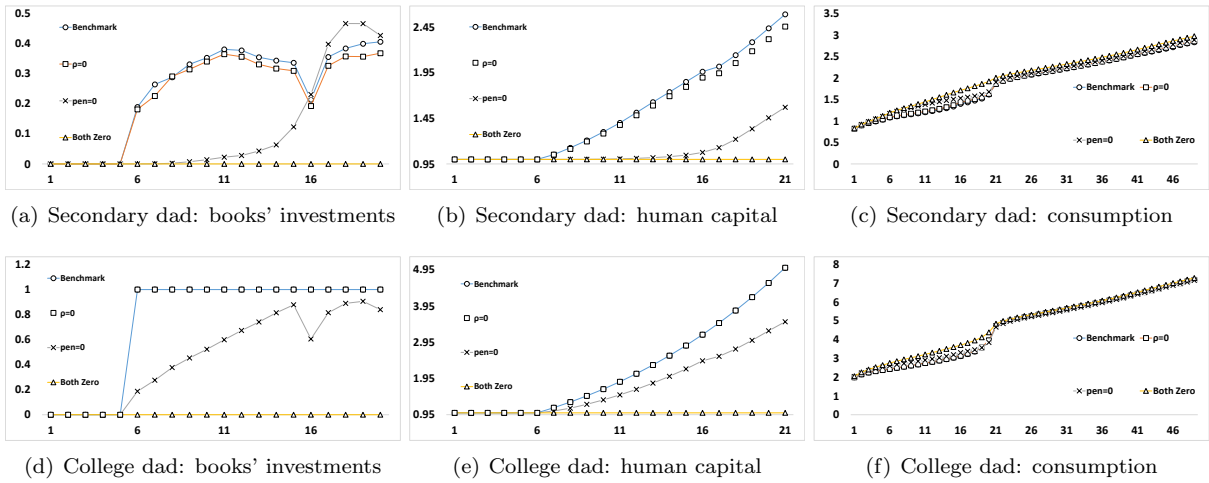 0.5
0.4
0.3
0.2
0.1
0
Benchmark
ρ=0
pen=0
Both Zero
1 6 11 16
(a) Secondary dad: books' investments
2.45
1.95
1.45
0.95
Benchmark
ρ=0
pen=0
Both Zero
1 6 11 16 21
(b) Secondary dad: human capital
3.5
3
2.5
2
1.5
1
0.5
0
Benchmark ρ=0
pen=0 Both Zero
1 6 11 16 21 26 31 36 41 46
(c) Secondary dad: consumption
1.2
1
0.8
0.6
0.4
0.2
0
Benchmark
ρ=0
pen=0
Both Zero
1 6 11 16
(d) College dad: books' investments
4.95
3.95
2.95
1.95
0.95
Benchmark
ρ=0
pen=0
Both Zero
1 6 11 16 21
(e) College dad: human capital
8
7
6
5
4
3
2
1
0
Benchmark ρ=0
pen=0 Both Zero
1 6 11 16 21 26 31 36 41 46
(f) College dad: consumption